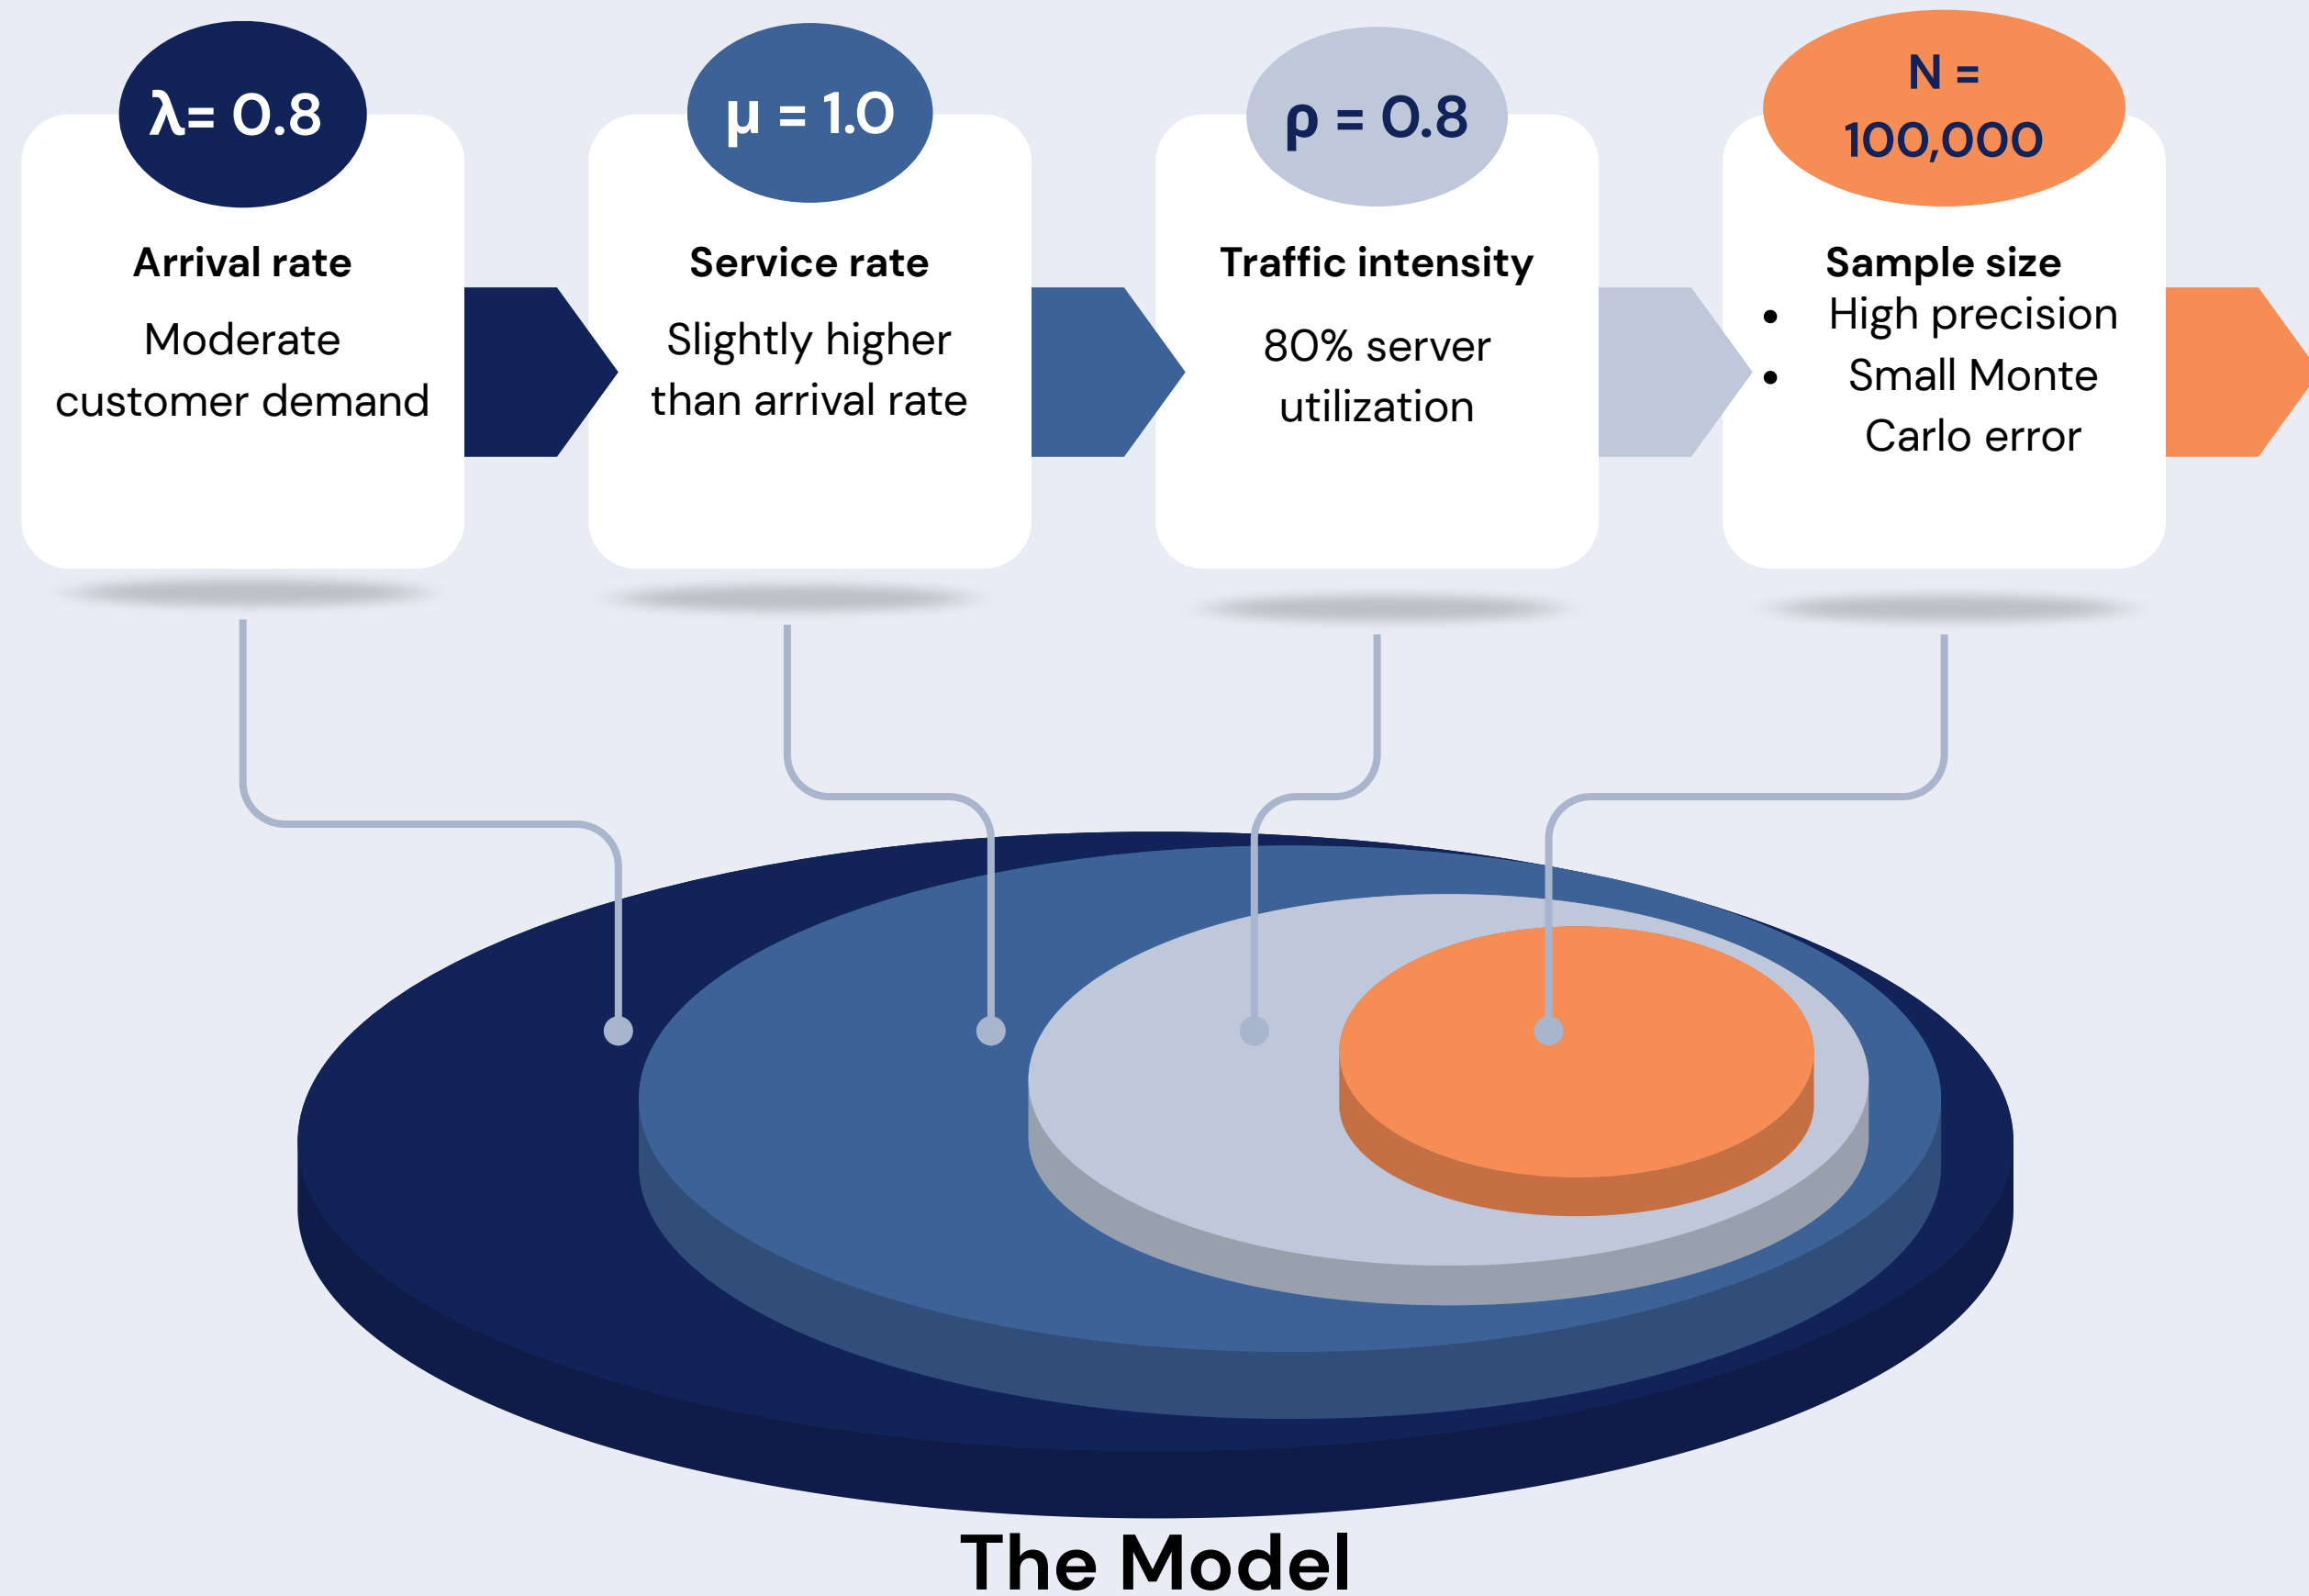 λ= 0.8
Arrival rate
Moderate
customer demand
μ = 1.0
Service rate
Slightly higher
than arrival rate
ρ = 0.8
Traffic intensity
80% server
utilization
N =
100,000
Sample size
• High precision
• Small Monte
Carlo error
The Model